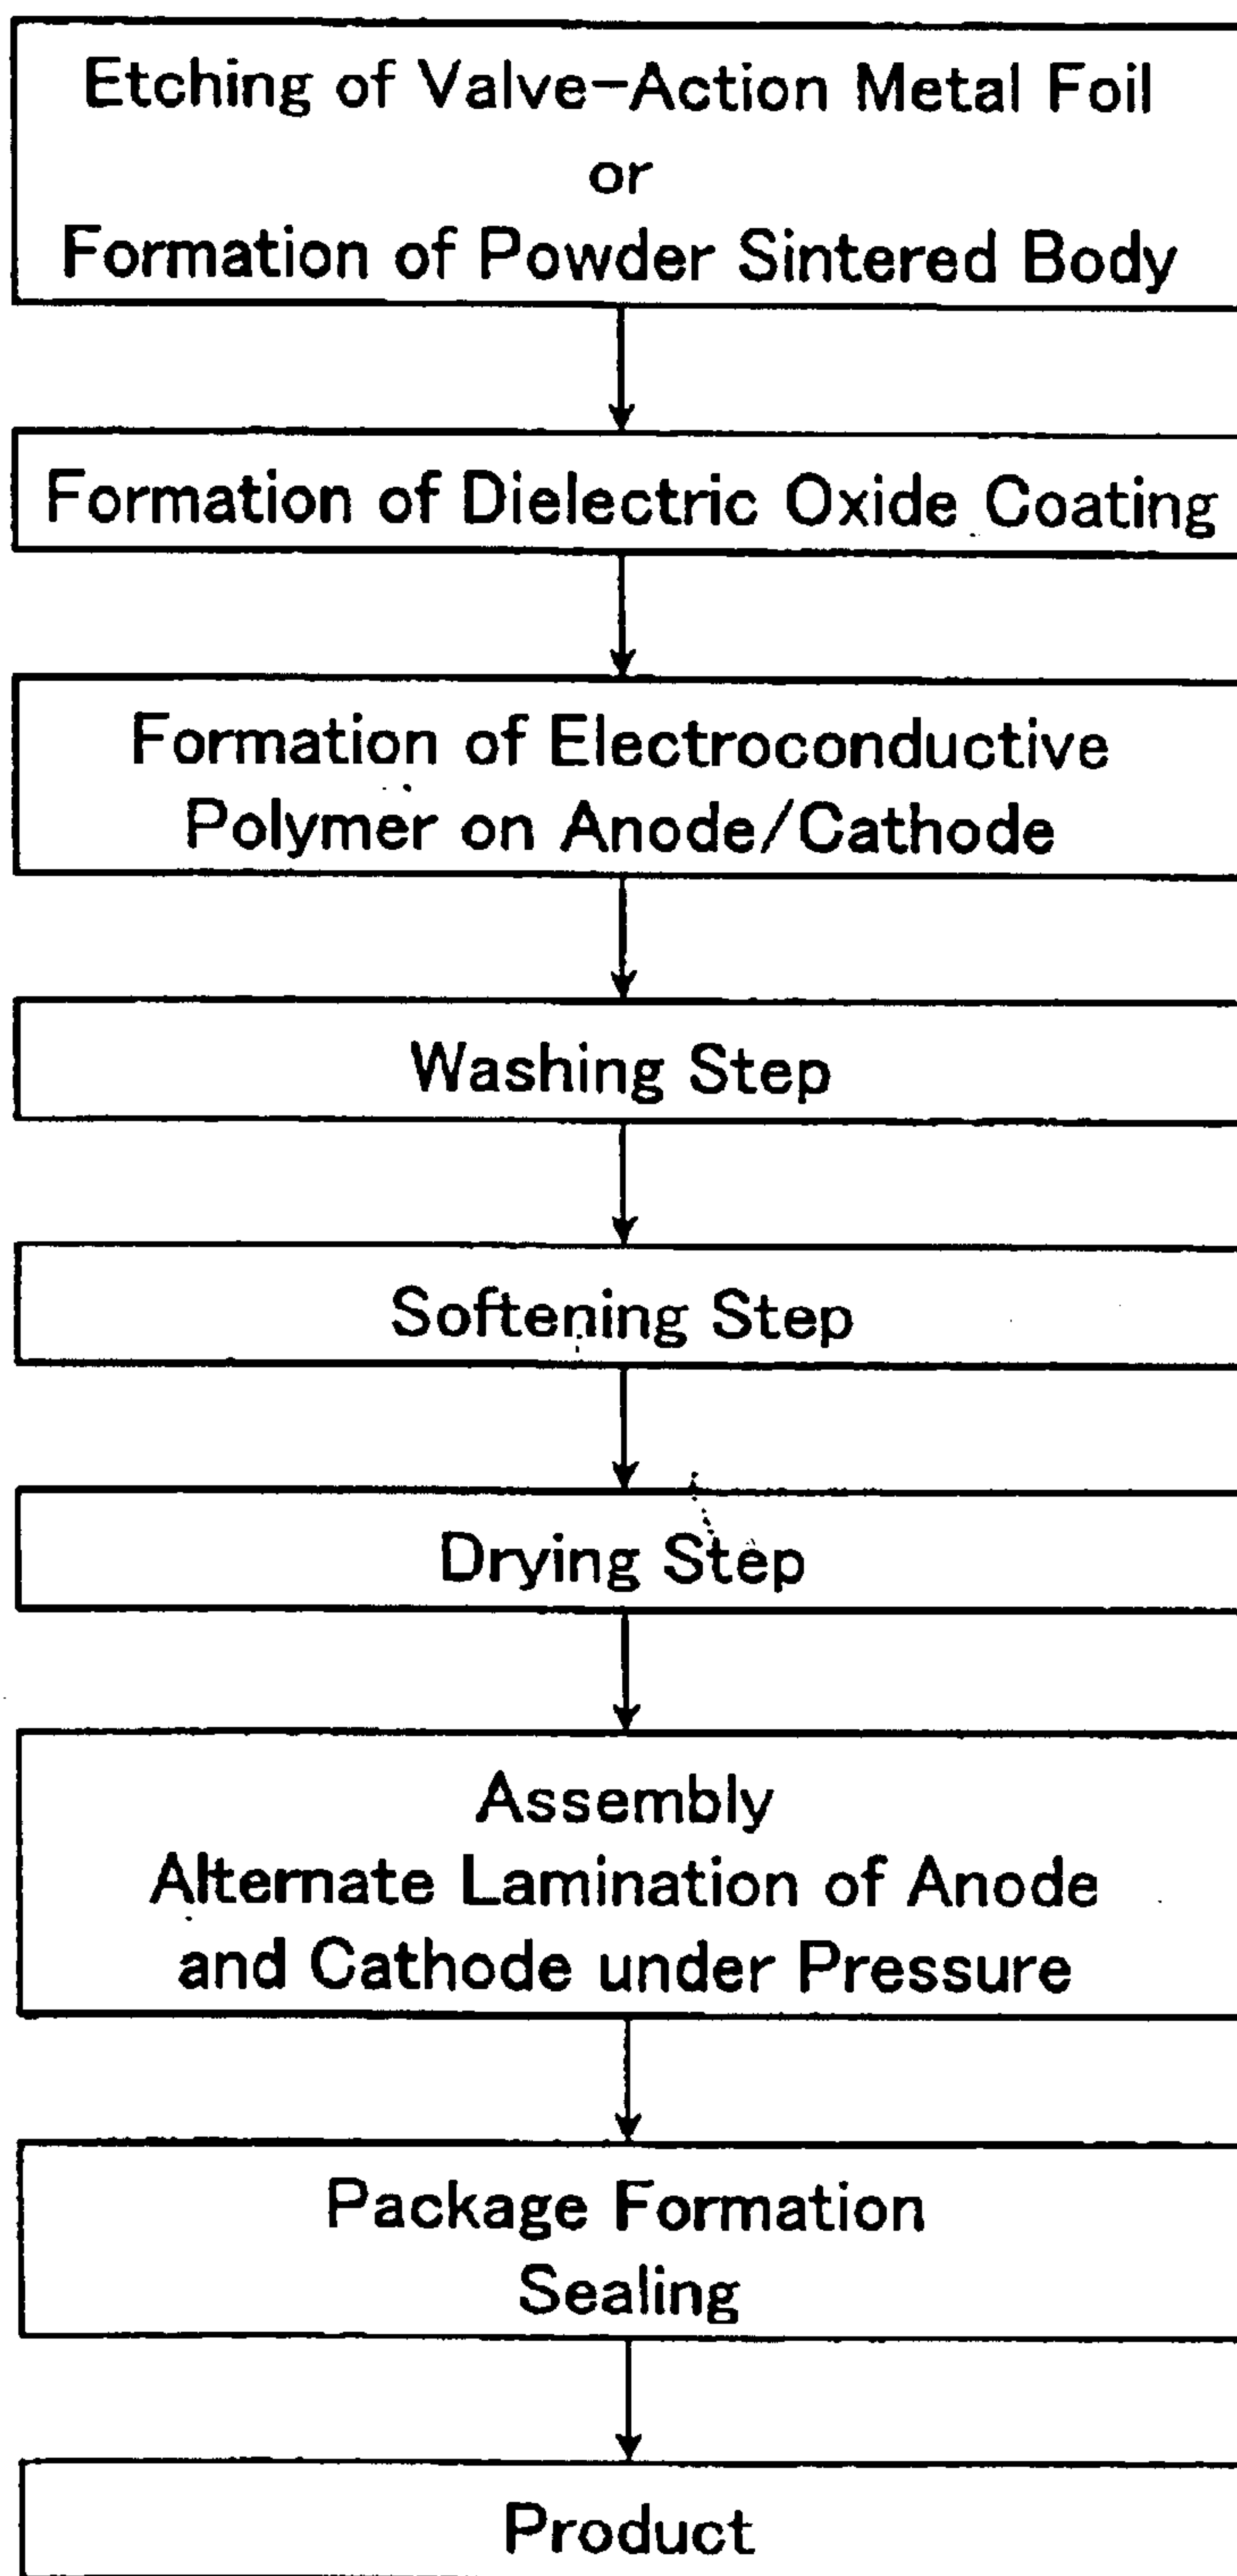 Etching of Valve-Action Metal Foil
or
Formation of Powder Sintered Body
Formation of Dielectric Oxide Coating
Formation of Electroconductive
Polymer on Anode/Cathode
Washing Step
Softening Step
Drying Step
Assembly
Alternate Lamination of Anode
and Cathode under Pressure
Package Formation
Sealing
Product